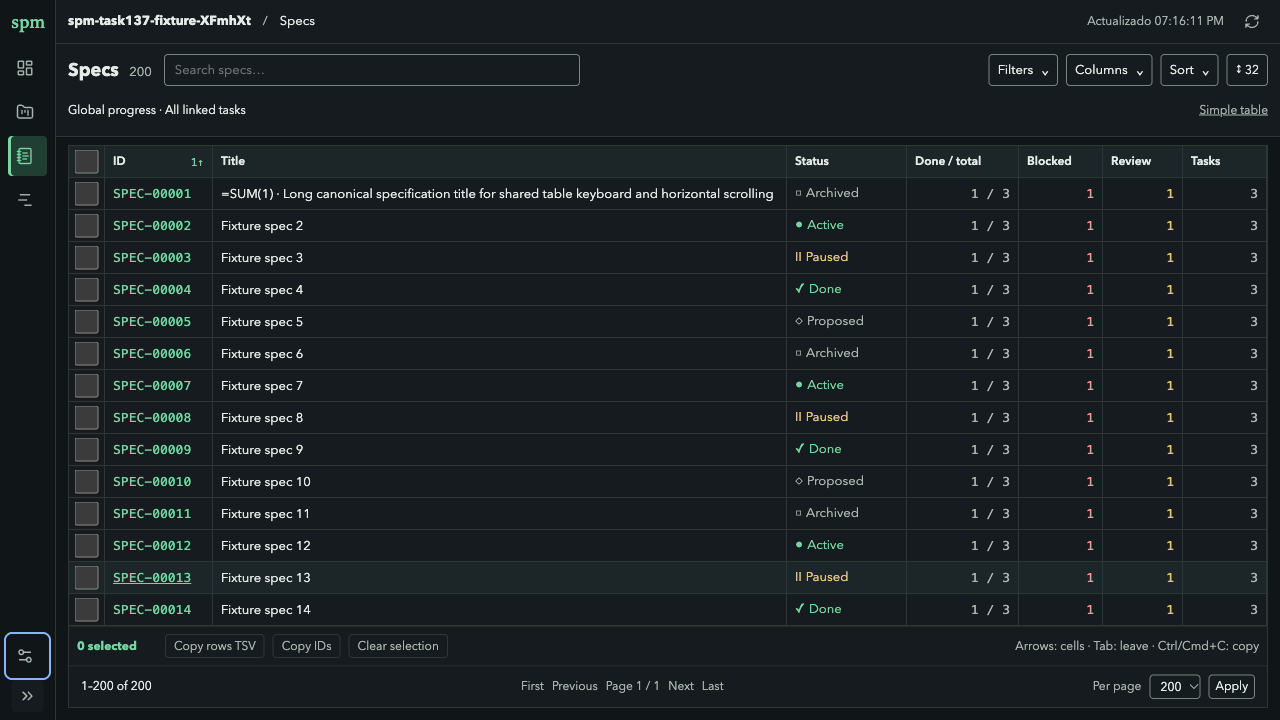 spm
spm-task137-fixture-XFmhXt / Specs
Actualizado 07:16:11 PM
Specs 200
Search specs…
Filters
Columns
Sort
↕ 32
Global progress · All linked tasks
Simple table
ID 1↑ Title Status Done / total Blocked Review Tasks
SPEC-00001 =SUM(1) · Long canonical specification title for shared table keyboard and horizontal scrolling Archived 1 / 3 1 1 3
SPEC-00002 Fixture spec 2 Active 1 / 3 1 1 3
SPEC-00003 Fixture spec 3 Paused 1 / 3 1 1 3
SPEC-00004 Fixture spec 4 ✓ Done 1 / 3 1 1 3
SPEC-00005 Fixture spec 5 Proposed 1 / 3 1 1 3
SPEC-00006 Fixture spec 6 Archived 1 / 3 1 1 3
SPEC-00007 Fixture spec 7 Active 1 / 3 1 1 3
SPEC-00008 Fixture spec 8 Paused 1 / 3 1 1 3
SPEC-00009 Fixture spec 9 ✓ Done 1 / 3 1 1 3
SPEC-00010 Fixture spec 10 Proposed 1 / 3 1 1 3
SPEC-00011 Fixture spec 11 Archived 1 / 3 1 1 3
SPEC-00012 Fixture spec 12 Active 1 / 3 1 1 3
SPEC-00013 Fixture spec 13 Paused 1 / 3 1 1 3
SPEC-00014 Fixture spec 14 ✓ Done 1 / 3 1 1 3
0 selected Copy rows TSV Copy IDs Clear selection Arrows: cells · Tab: leave · Ctrl/Cmd+C: copy
1–200 of 200 First Previous Page 1 / 1 Next Last Per page 200 Apply